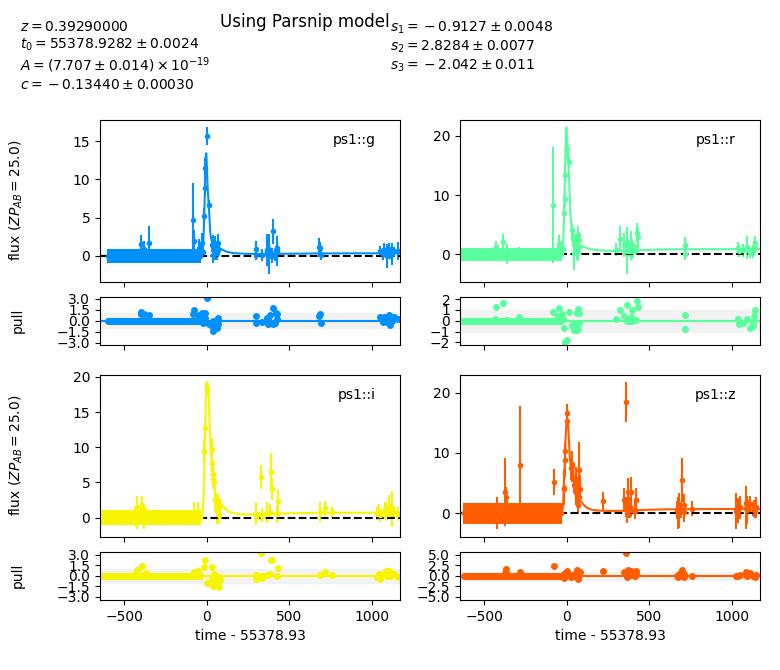 Using Parsnip model
z = 0.39290000
t₀ = 55378.9282 ± 0.0024
A = (7.707 ± 0.014) × 10⁻¹⁹
c = −0.13440 ± 0.00030
s₁ = −0.9127 ± 0.0048
s₂ = 2.8284 ± 0.0077
s₃ = −2.042 ± 0.011
flux (ZP_AB = 25.0)
15
10
5
0
ps1::g
20
10
0
ps1::r
pull
3.0
1.5
0.0
−1.5
−3.0
2
1
0
−1
−2
flux (ZP_AB = 25.0)
20
15
10
5
0
ps1::i
20
10
0
ps1::z
pull
3.0
1.5
0.0
−1.5
−3.0
5.0
2.5
0.0
−2.5
−5.0
−500 0 500 1000
−500 0 500 1000
time - 55378.93
time - 55378.93